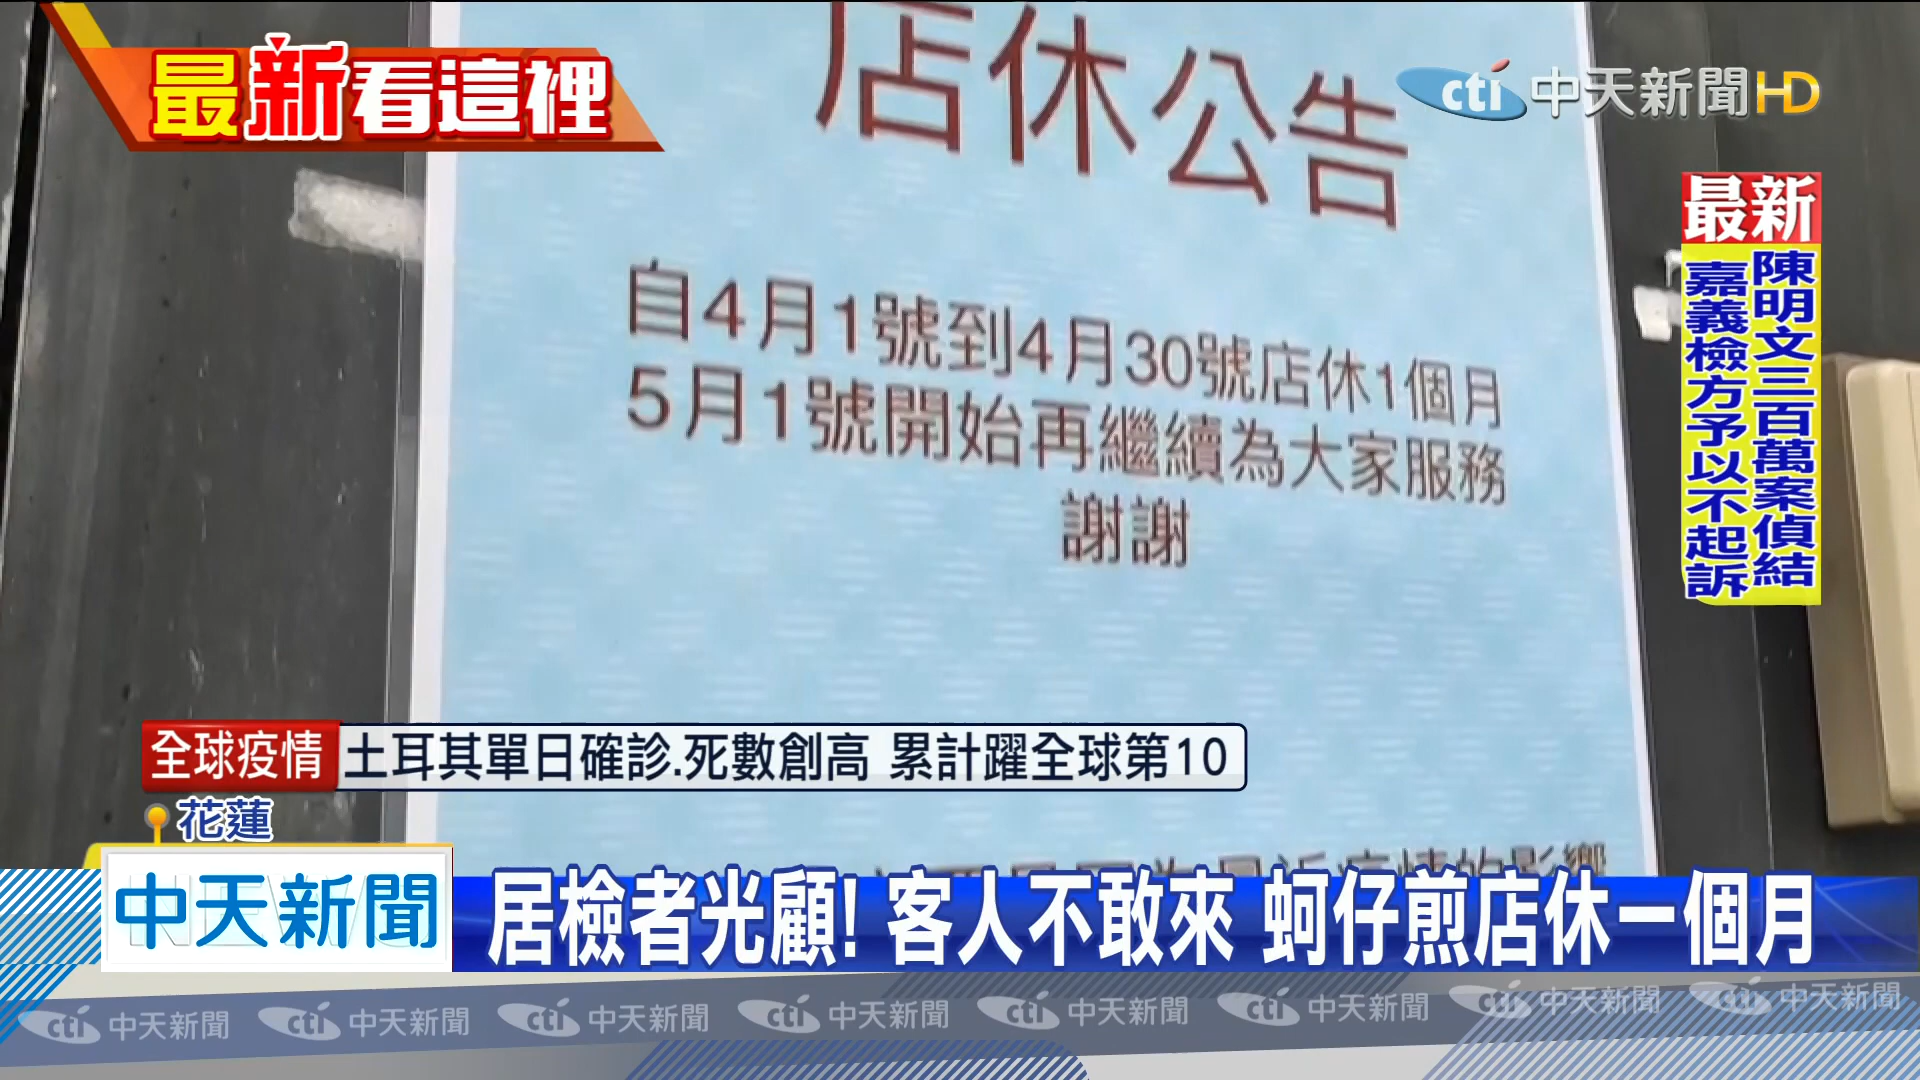 最新看這裡
店休公告
cti 中天新聞HD
自4月1號到4月30號店休1個月
5月1號開始再繼續為大家服務
謝謝
最新
陳明文三百萬案偵結
嘉義檢方予以不起訴
全球疫情 土耳其單日確診.死數創高 累計躍全球第10
花蓮
中天新聞
居檢者光顧! 客人不敢來 蚵仔煎店休一個月
cti 中天新聞 cti 中天新聞 cti 中天新聞 cti 中天新聞 cti 中天新聞 cti 中天新聞 cti 中天新聞 cti 中天新聞